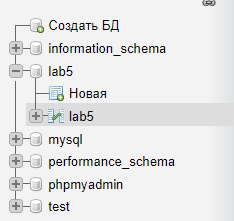 Создать БД
information_schema
lab5
Новая
lab5
mysql
performance_schema
phpmyadmin
test